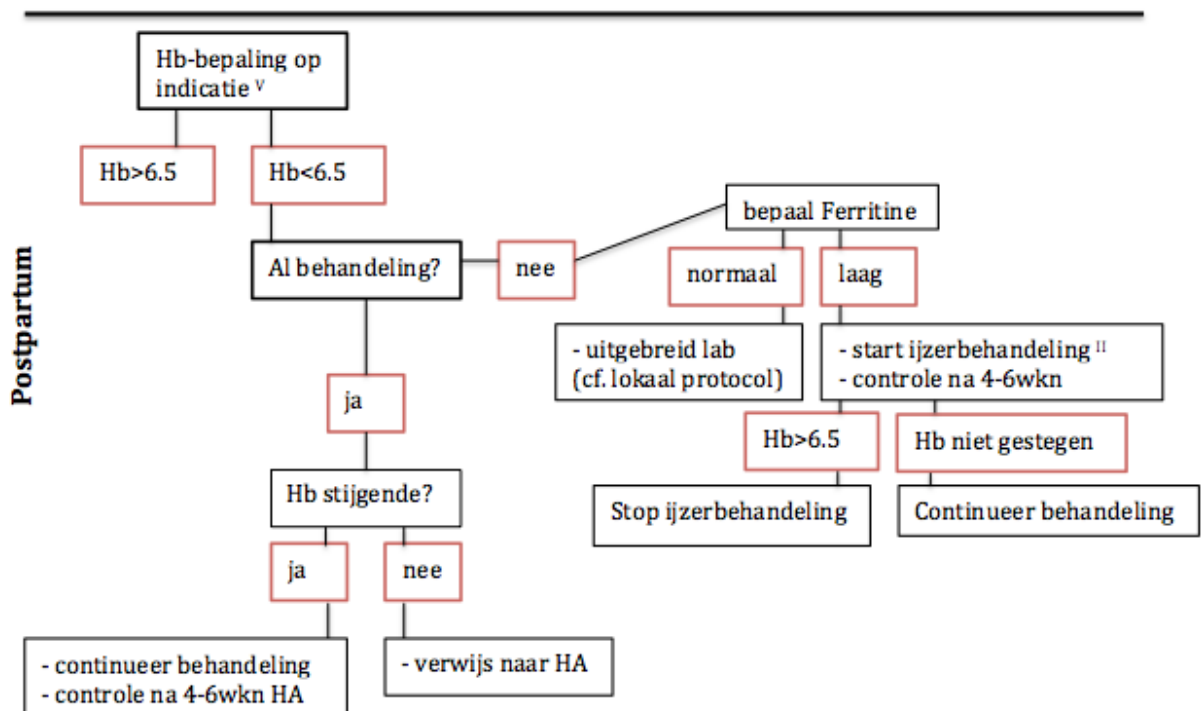 Hb-bepaling op
indicatie V
Hb>6.5
Hb<6.5
bepaal Ferritine
Postpartum
Al behandeling?
nee
normaal
laag
- uitgebreid lab
(cf. lokaal protocol)
- start ijzerbehandeling II
- controle na 4-6wkn
ja
Hb>6.5
Hb niet gestegen
Hb stijgende?
Stop ijzerbehandeling
Continueer behandeling
ja
nee
- continueer behandeling
- controle na 4-6wkn HA
- verwijs naar HA